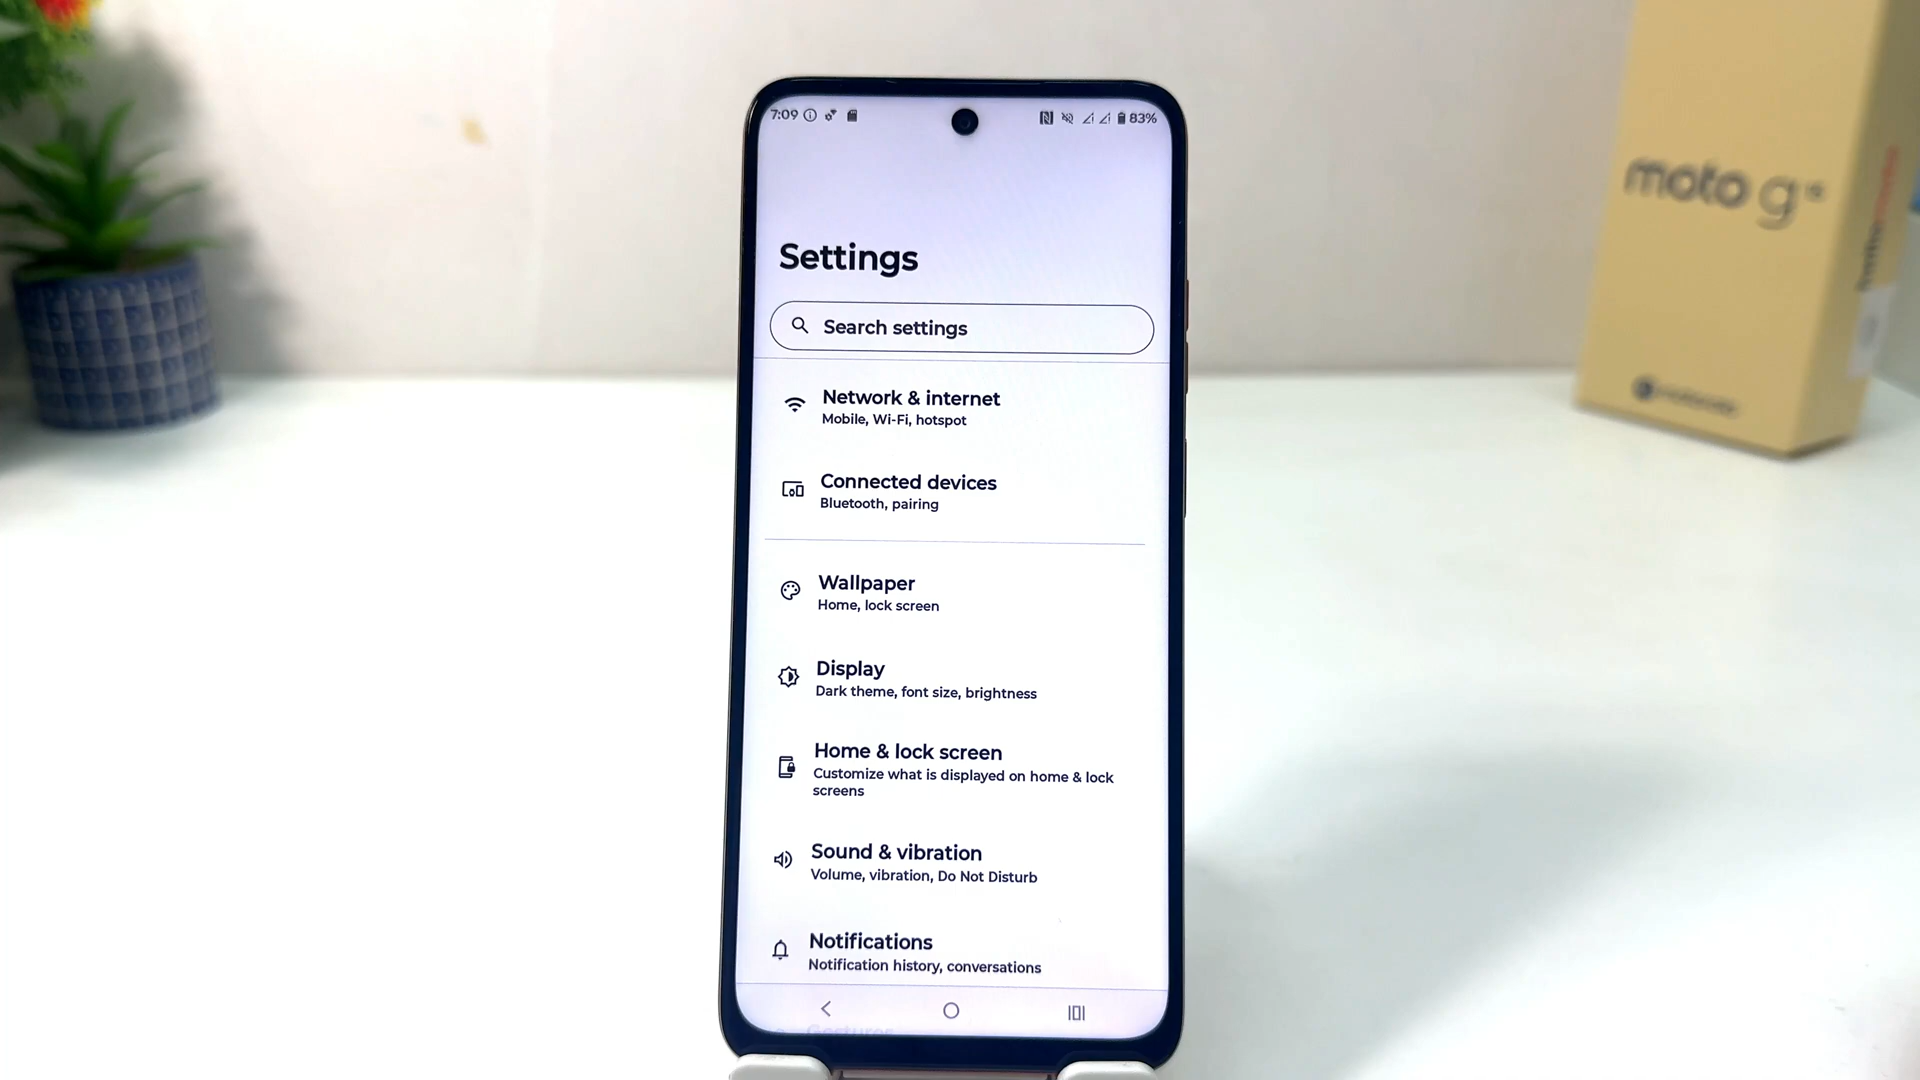 7:09
83%
Settings
Search settings
Network & internet
Mobile, Wi-Fi, hotspot
Connected devices
Bluetooth, pairing
Wallpaper
Home, lock screen
Display
Dark theme, font size, brightness
Home & lock screen
Customize what is displayed on home & lock
screens
Sound & vibration
Volume, vibration, Do Not Disturb
Notifications
Notification history, conversations
Gestures
moto g